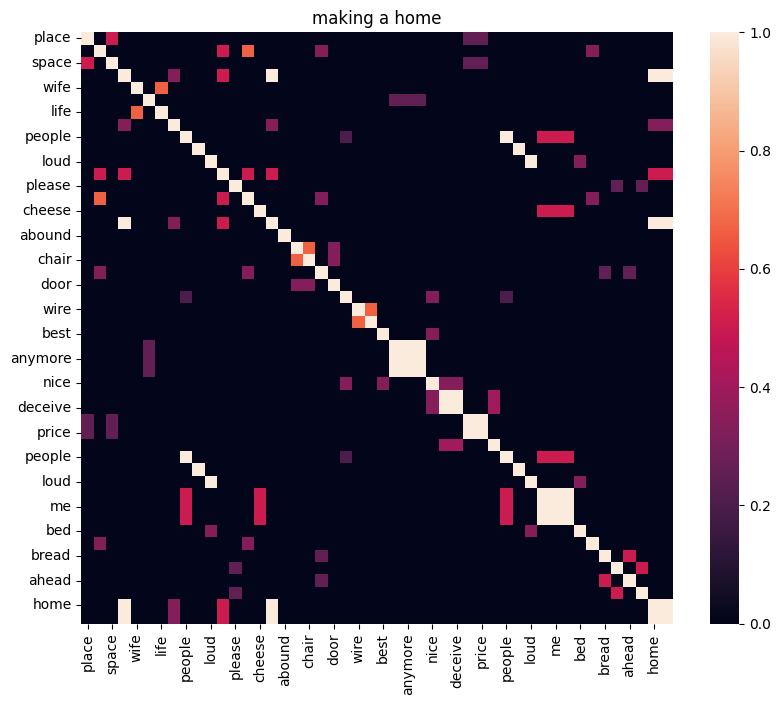 making a home
place
space
wife
life
people
loud
please
cheese
abound
chair
door
wire
best
anymore
nice
deceive
price
people
loud
me
bed
bread
ahead
home
place
space
wife
life
people
loud
please
cheese
abound
chair
door
wire
best
anymore
nice
deceive
price
people
loud
me
bed
bread
ahead
home
1.0
0.8
0.6
0.4
0.2
0.0